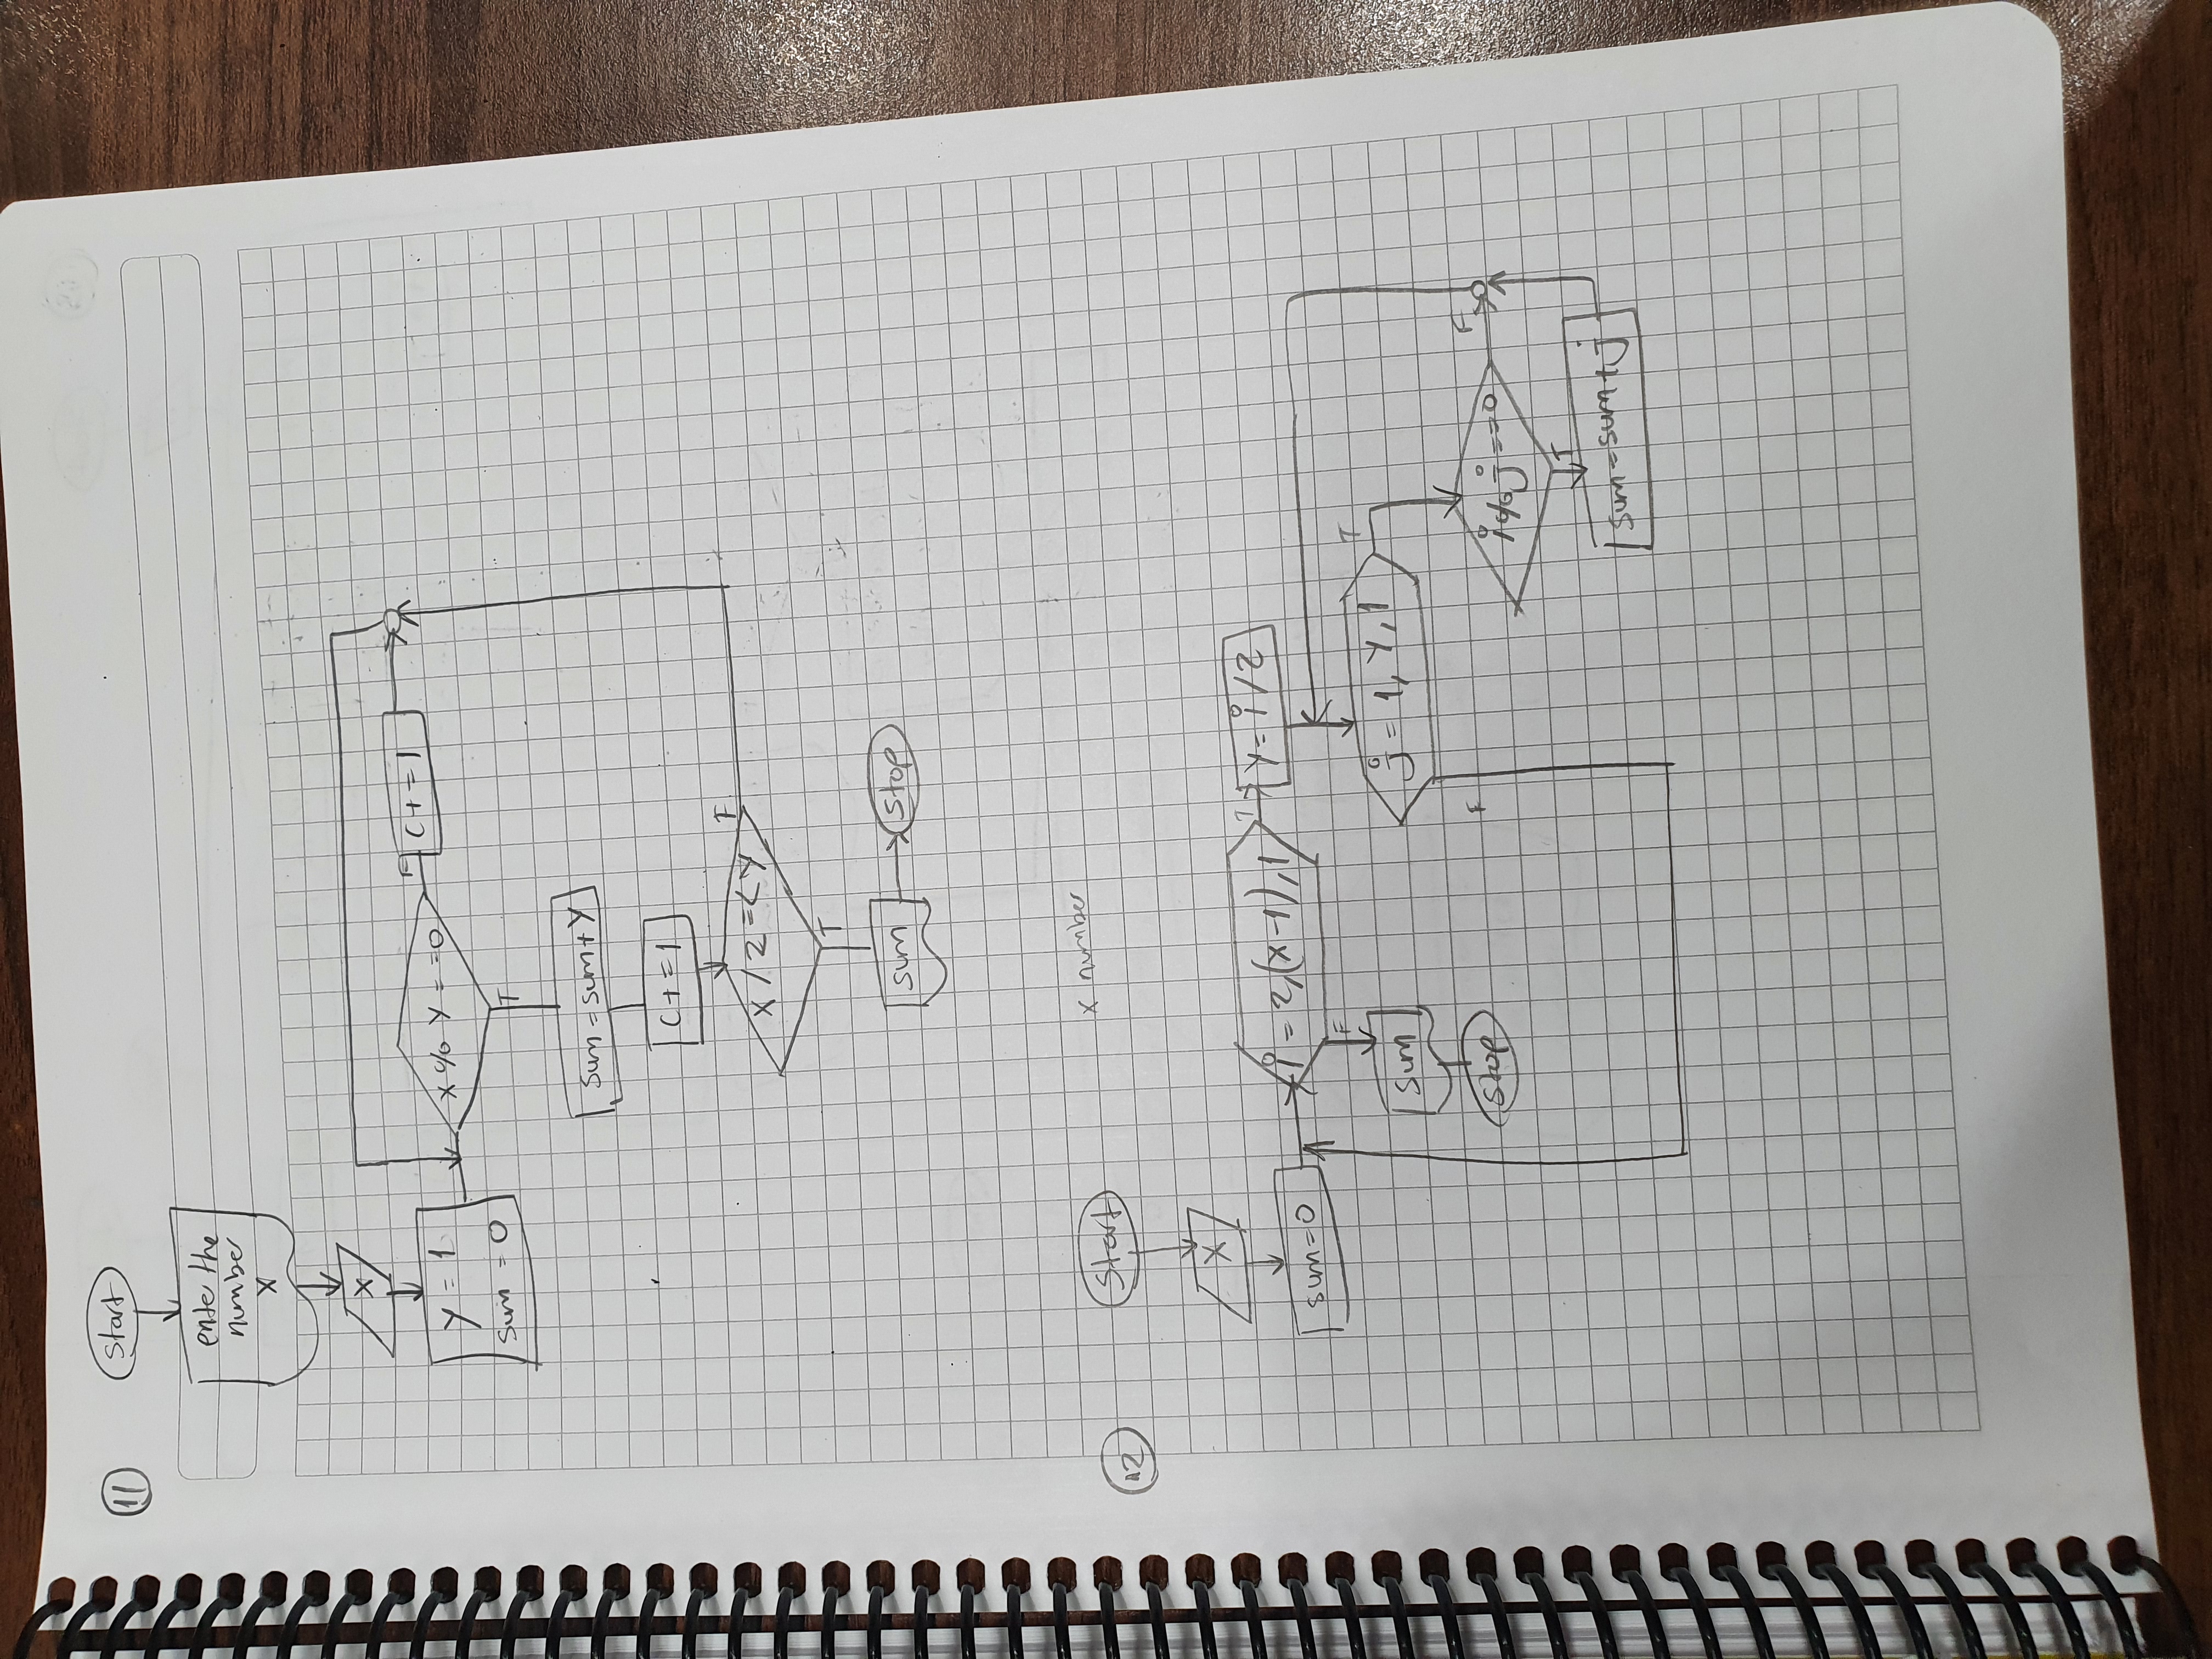 11
Start
enter the
number
x
x
y = 1
sum = 0
x % y = =0
F
c+=1
T
sum=sum+y
c+=1
x/2=<y
F
T
sum
stop
x number
12
Start
x
sum=0
i = 2,(x-1),1
T
y= i/2
F
sum
stop
j = 1, y, 1
T
F
i%j==0
F
T
sum=sum+j